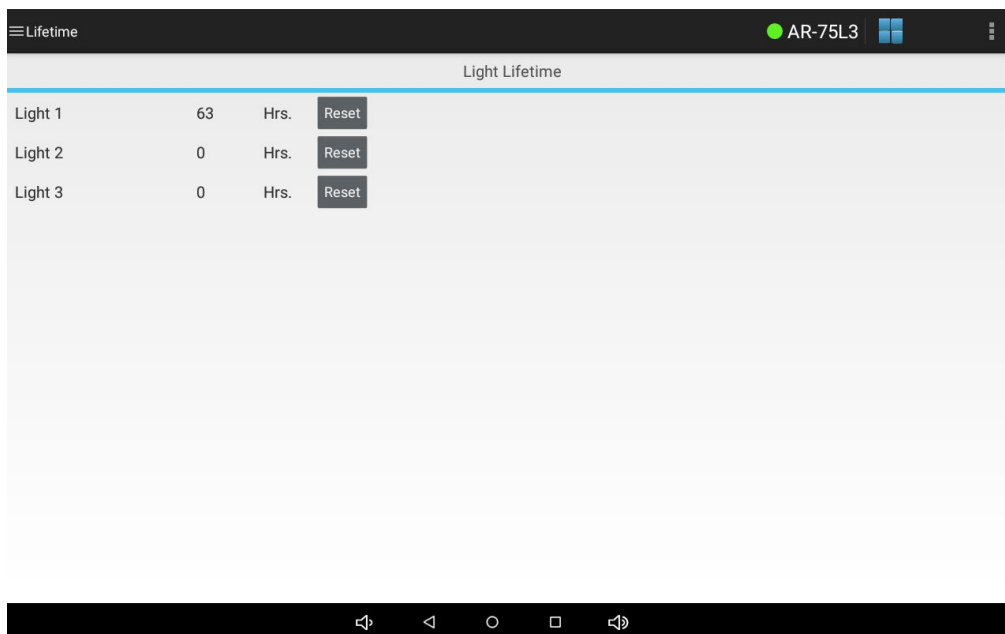 Lifetime AR-75L3
Light Lifetime
Light 1 63 Hrs. Reset
Light 2 0 Hrs. Reset
Light 3 0 Hrs. Reset